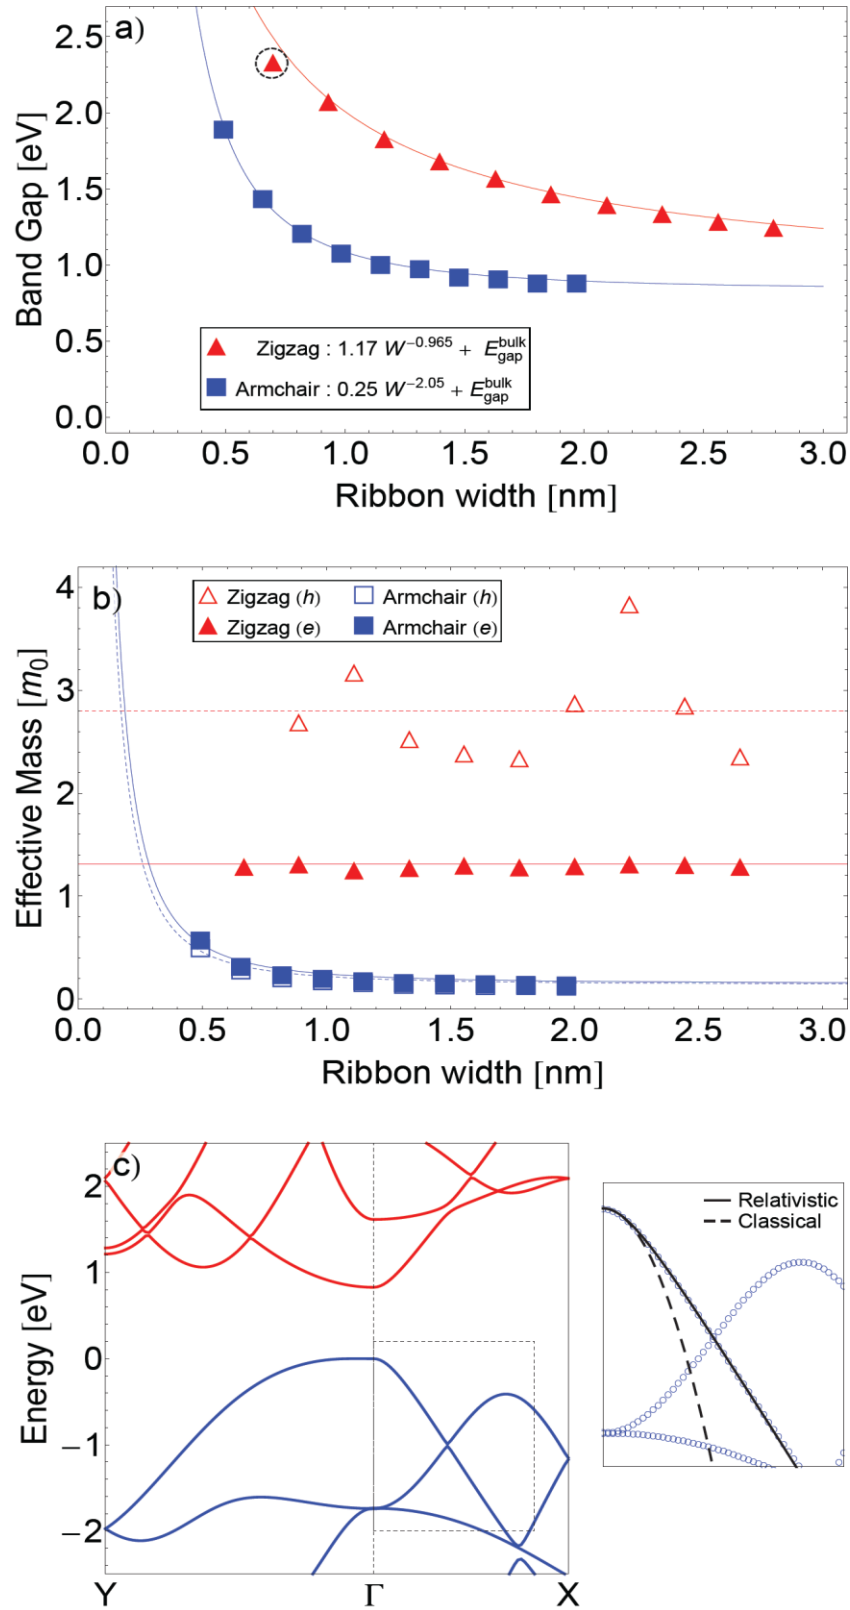 a)
Band Gap [eV]
2.5
2.0
1.5
1.0
0.5
0.0
Zigzag : 1.17 W^−0.965 + E_gap^bulk
Armchair : 0.25 W^−2.05 + E_gap^bulk
0.0 0.5 1.0 1.5 2.0 2.5 3.0
Ribbon width [nm]
b)
Effective Mass [m_0]
4
3
2
1
0
Zigzag (h) Armchair (h)
Zigzag (e) Armchair (e)
0.0 0.5 1.0 1.5 2.0 2.5 3.0
Ribbon width [nm]
c)
Energy [eV]
2
1
0
−1
−2
Y Γ X
Relativistic
Classical